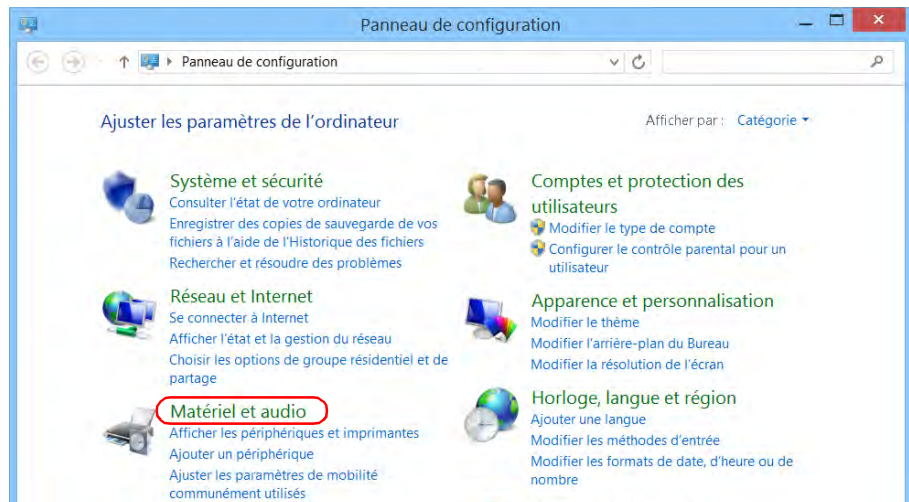 Panneau de configuration
Panneau de configuration
Ajuster les paramètres de l'ordinateur
Afficher par : Catégorie
Système et sécurité
Consulter l'état de votre ordinateur
Enregistrer des copies de sauvegarde de vos
fichiers à l'aide de l'Historique des fichiers
Rechercher et résoudre des problèmes
Réseau et Internet
Se connecter à Internet
Afficher l'état et la gestion du réseau
Choisir les options de groupe résidentiel et de
partage
Matériel et audio
Afficher les périphériques et imprimantes
Ajouter un périphérique
Ajuster les paramètres de mobilité
communément utilisés
Comptes et protection des
utilisateurs
Modifier le type de compte
Configurer le contrôle parental pour un
utilisateur
Apparence et personnalisation
Modifier le thème
Modifier l'arrière-plan du Bureau
Modifier la résolution de l'écran
Horloge, langue et région
Ajouter une langue
Modifier les méthodes d'entrée
Modifier les formats de date, d'heure ou de
nombre